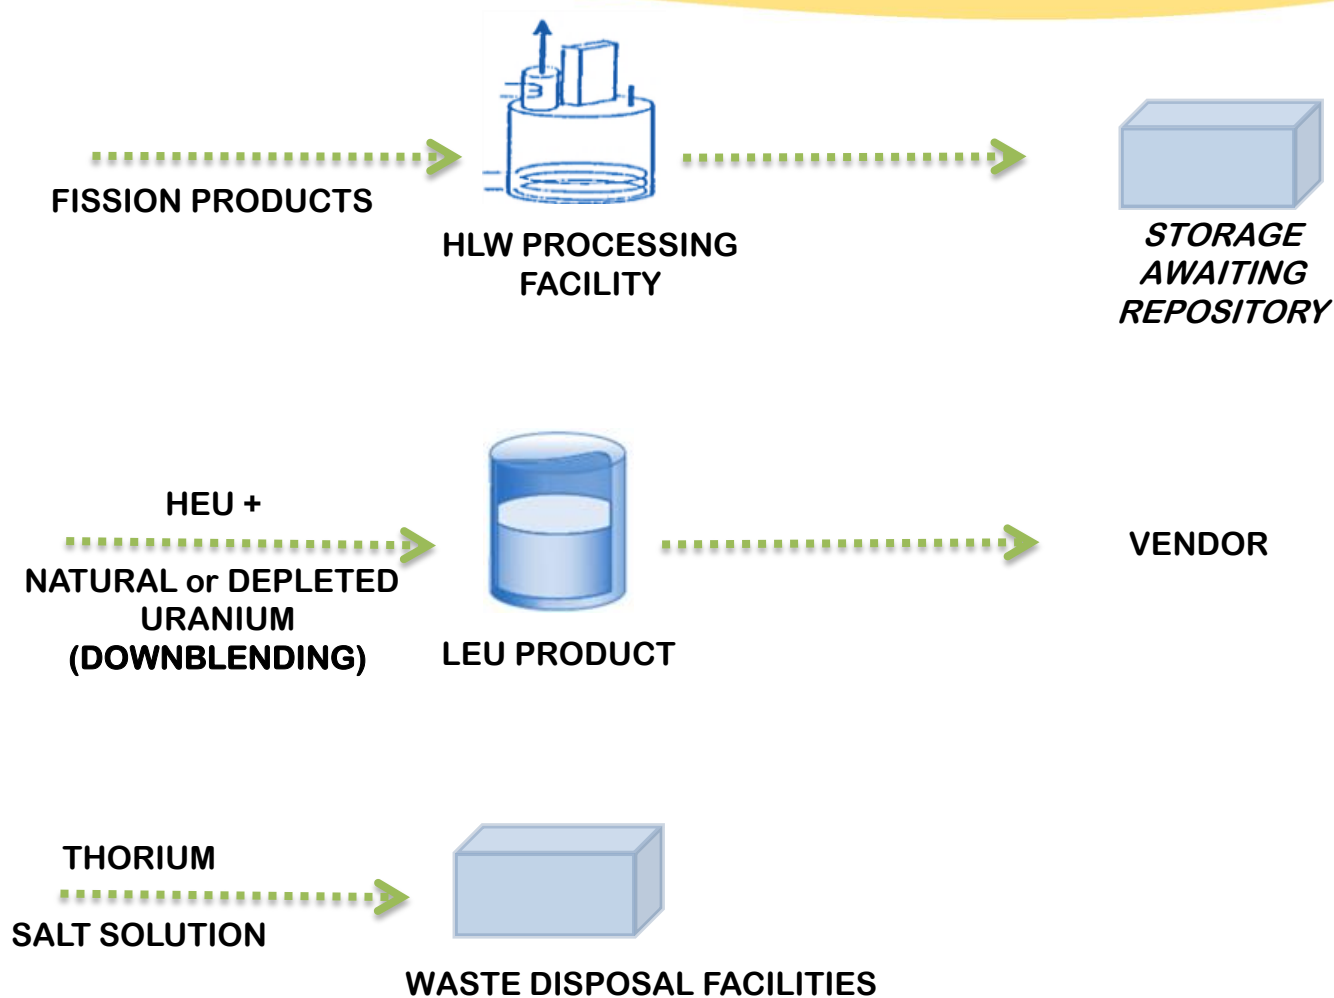 FISSION PRODUCTS
HLW PROCESSING
FACILITY
STORAGE
AWAITING
REPOSITORY
HEU +
NATURAL or DEPLETED
URANIUM
(DOWNBLENDING)
LEU PRODUCT
VENDOR
THORIUM
SALT SOLUTION
WASTE DISPOSAL FACILITIES